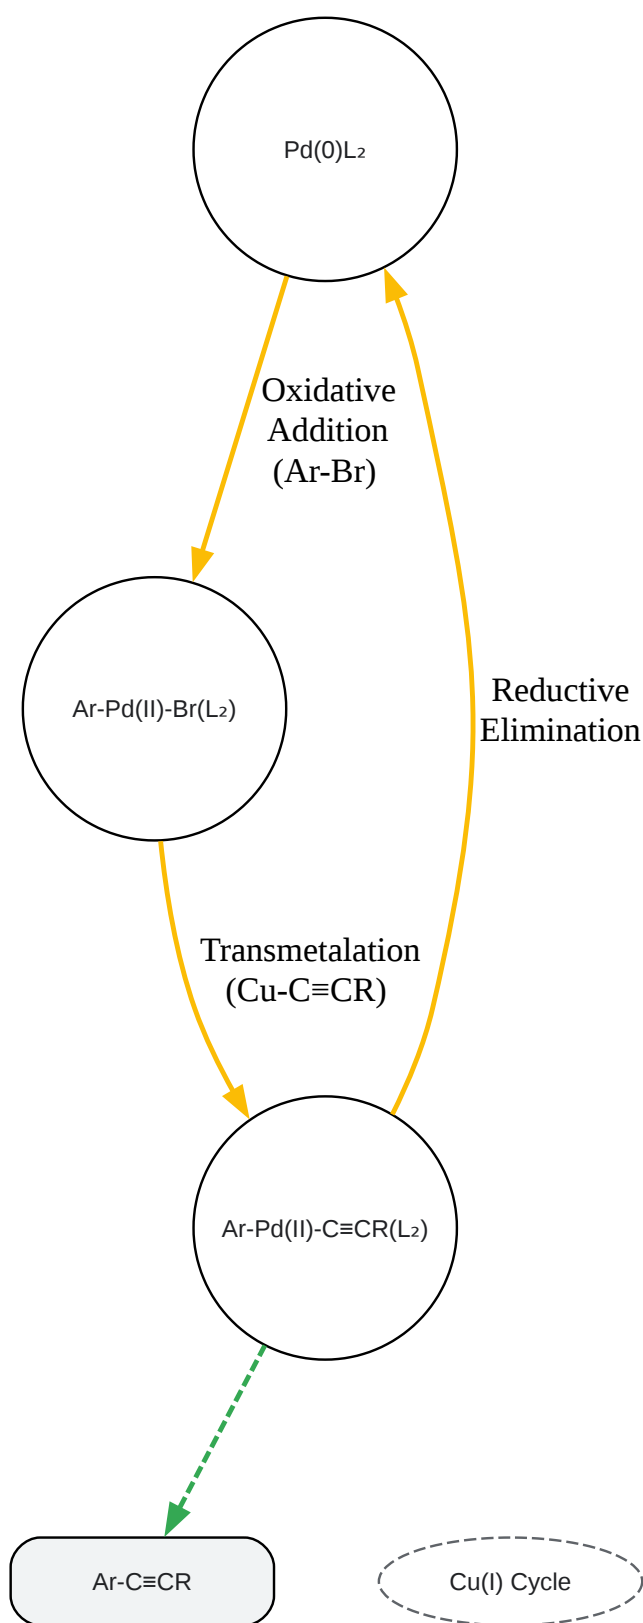 Pd(0)L₂
Oxidative
Addition
(Ar-Br)
Ar-Pd(II)-Br(L₂)
Reductive
Elimination
Transmetalation
(Cu-C≡CR)
Ar-Pd(II)-C≡CR(L₂)
Ar-C≡CR
Cu(I) Cycle